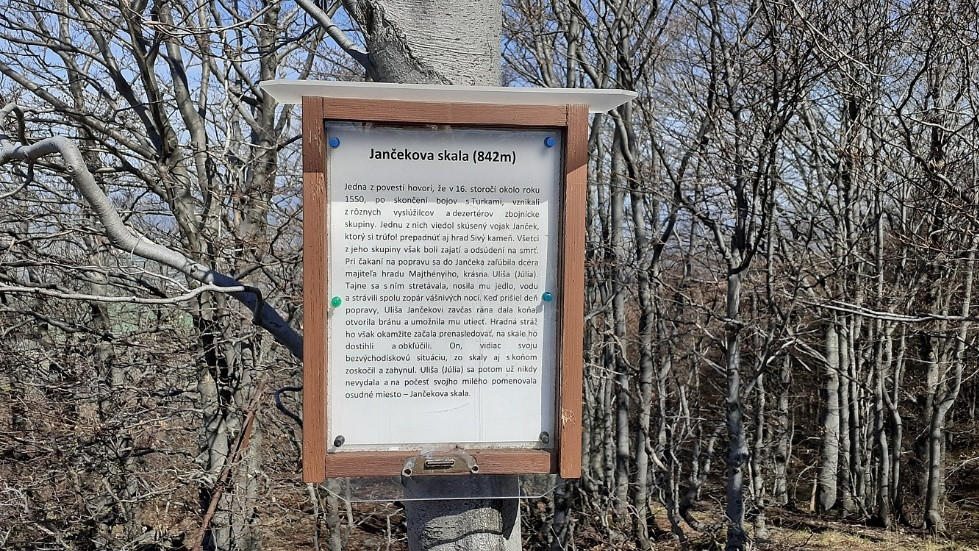 Jančekova skala (842m)
Jedna z povesti hovorí, že v 16. storočí okolo roku
1550, po skončení bojov s Turkami, vznikali
z rôznych vyslúžilcov a dezertérov zbojnícke
skupiny. Jednu z nich viedol skúsený vojak Janček,
ktorý si trúfol prepadnúť aj hrad Sivý kameň. Všetci
z jeho skupiny však boli zajatí a odsúdení na smrť.
Pri čakaní na popravu sa do Jančeka zaľúbila dcéra
majiteľa hradu Majthényiho, krásna Uliša (Júlia).
Tajne sa s ním stretávala, nosila mu jedlo, vodu
a strávili spolu zopár vášnivých nocí. Keď prišiel deň
popravy, Uliša Jančekovi zavčas rána dala koňa,
otvorila bránu a umožnila mu utiecť. Hradná stráž
ho však okamžite začala prenasledovať, na skale ho
dostihli a obkľúčili. On, vidiac svoju
bezvýchodiskovú situáciu, zo skaly aj s koňom
zoskočil a zahynul. Uliša (Júlia) sa potom už nikdy
nevydala a na počesť svojho milého pomenovala
osudné miesto – Jančekova skala.